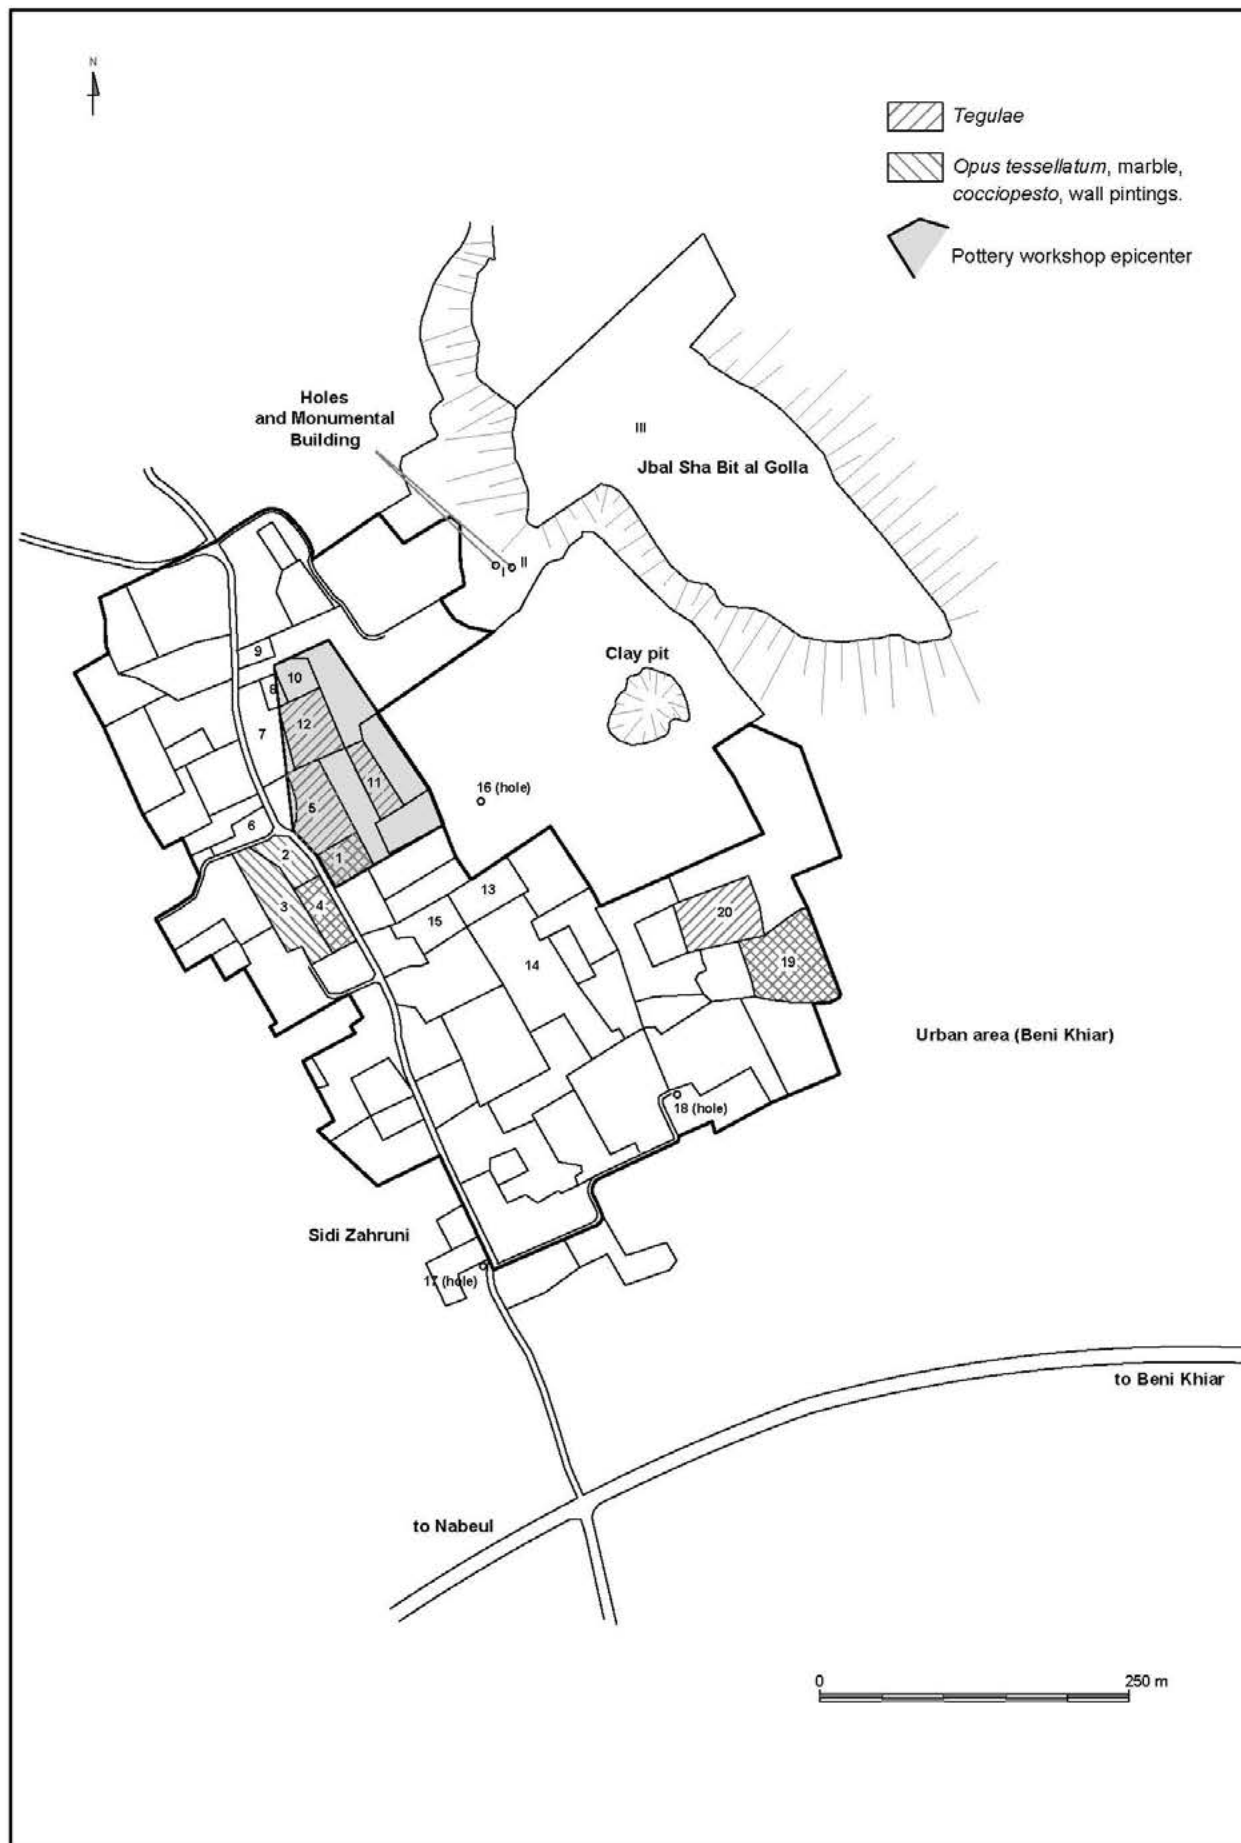 N
Tegulae
Opus tessellatum, marble,
cocciopesto, wall pintings.
Pottery workshop epicenter
Holes
and Monumental
Building
III
Jbal Sha Bit al Golla
I
II
Clay pit
9
10
8
12
7
11
16 (hole)
5
6
2
1
13
3
4
15
20
14
19
Urban area (Beni Khiar)
18 (hole)
Sidi Zahruni
17 (hole)
to Beni Khiar
to Nabeul
0
250 m